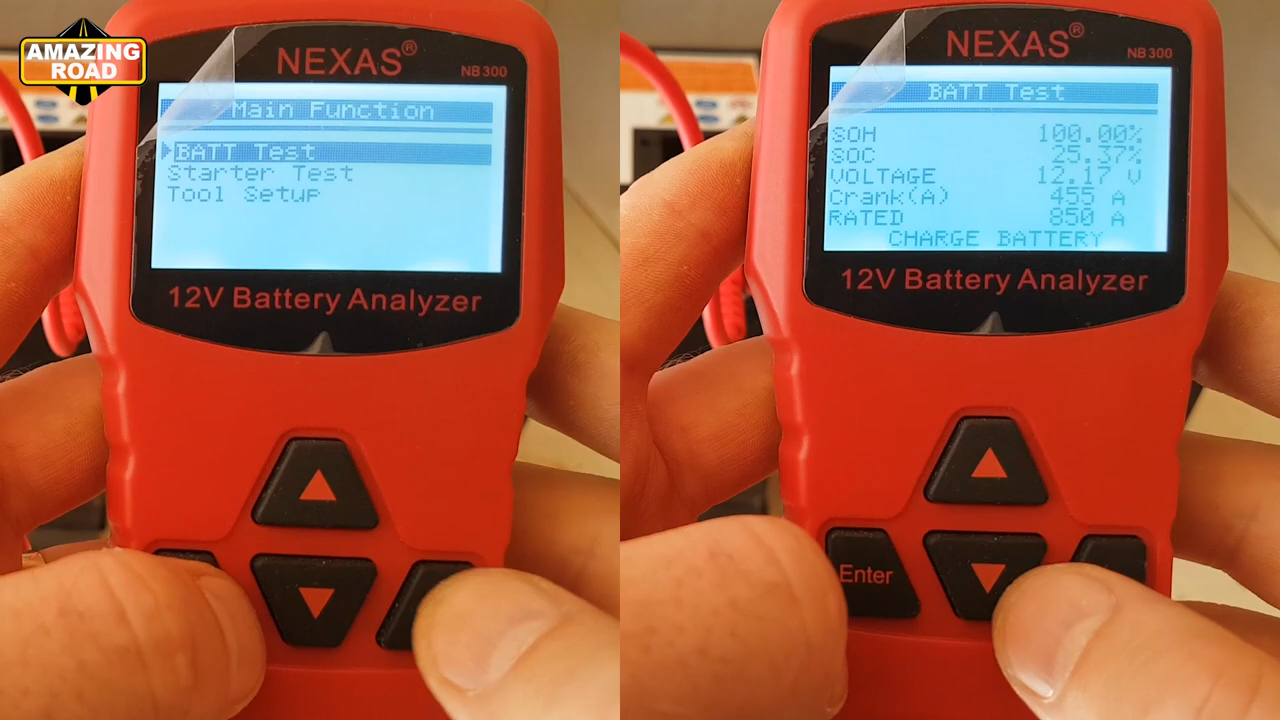 AMAZING
ROAD
NEXAS®
NB300
Main Function
BATT Test
Starter Test
Tool Setup
12V Battery Analyzer
NEXAS®
NB300
BATT Test
SOH 100.00%
SOC 25.37%
VOLTAGE 12.17 V
Crank(A) 455 A
RATED 850 A
CHARGE BATTERY
12V Battery Analyzer
Enter